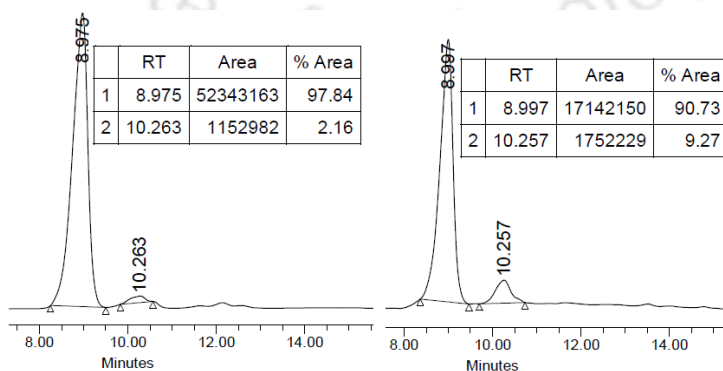 8.975
RT Area % Area
1 8.975 52343163 97.84
2 10.263 1152982 2.16
10.263
8.00 10.00 12.00 14.00
Minutes
8.997
RT Area % Area
1 8.997 17142150 90.73
2 10.257 1752229 9.27
10.257
8.00 10.00 12.00 14.00
Minutes